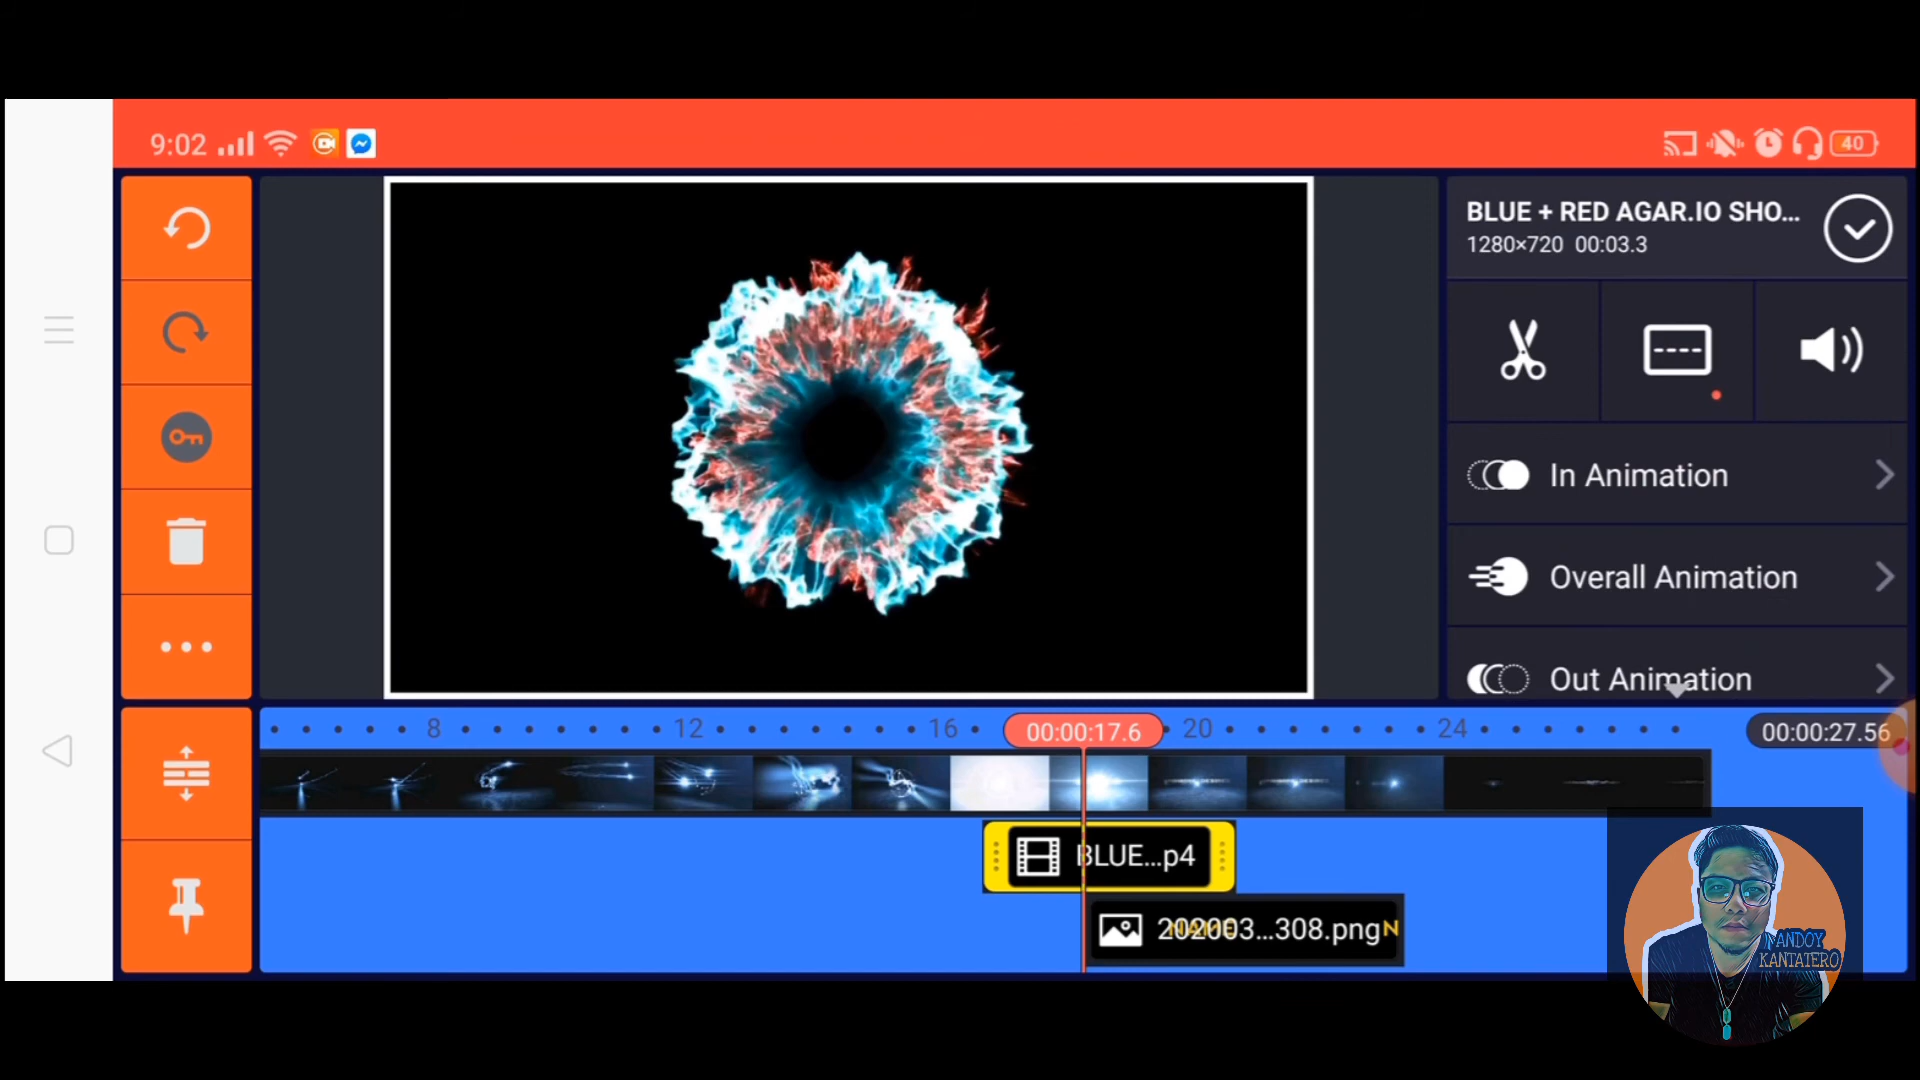 9:02
40
BLUE + RED AGAR.IO SHO...
1280×720 00:03.3
In Animation
Overall Animation
Out Animation
8
12
16
00:00:17.6
20
24
00:00:27.56
BLUE...p4
202003...308.png
NANDOY
KANTATERO